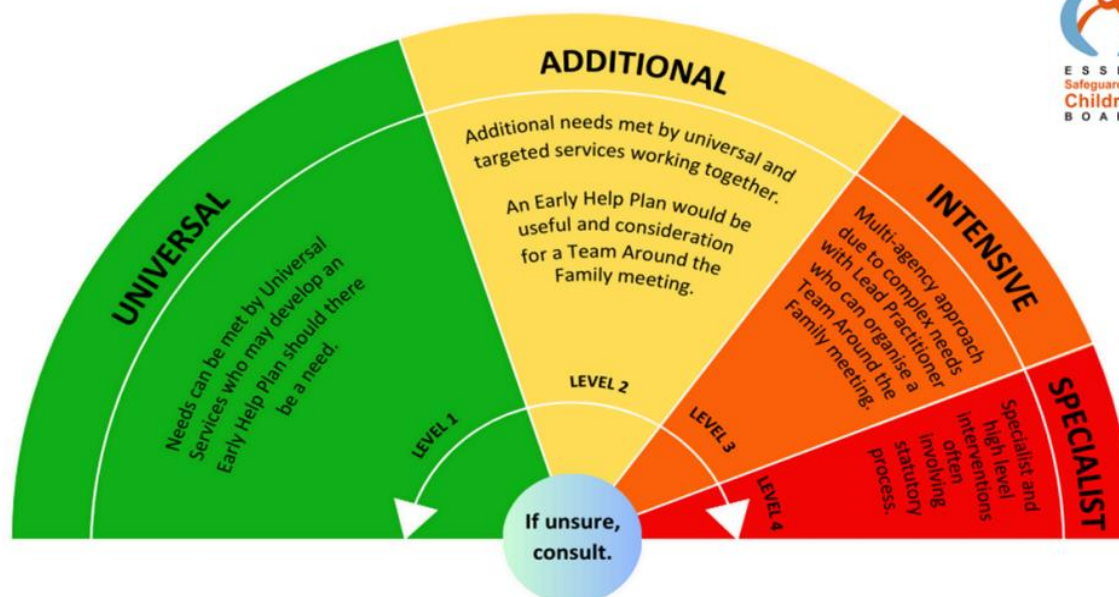 UNIVERSAL
Needs can be met by Universal
Services who may develop an
Early Help Plan should there
be a need.
LEVEL 1
ADDITIONAL
Additional needs met by universal and
targeted services working together.
An Early Help Plan would be
useful and consideration
for a Team Around the
Family meeting.
LEVEL 2
INTENSIVE
Multi-agency approach
due to complex needs
with Lead Practitioner
who can organise a
Team Around the
Family meeting.
LEVEL 3
SPECIALIST
Specialist and
high level
interventions
often
involving
statutory
process.
LEVEL 4
If unsure,
consult.